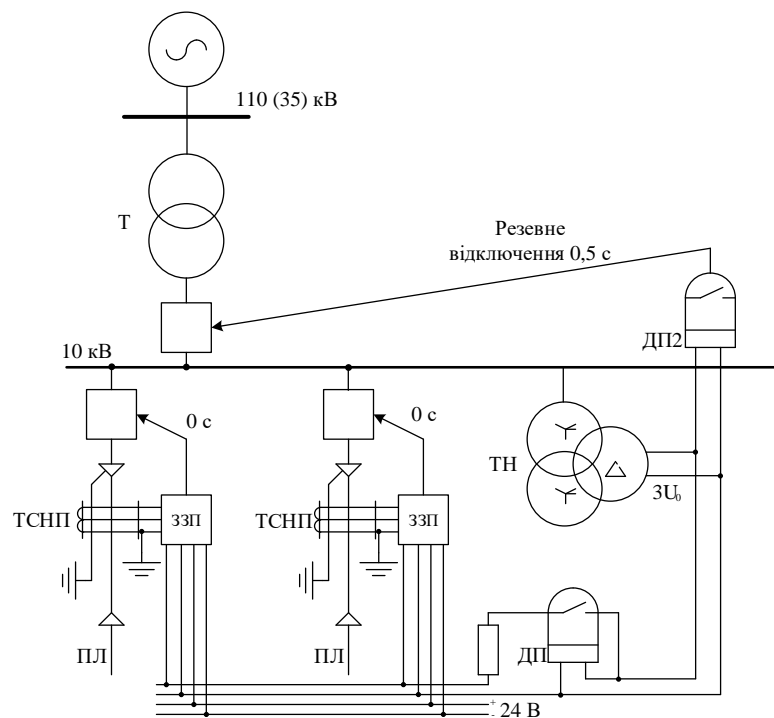 110 (35) кВ
Т
Резевне
відключення 0,5 с
ДП2
10 кВ
0 с
0 с
ТН
3U₀
ТСНП
ЗЗП
ТСНП
ЗЗП
ПЛ
ПЛ
ДП
+
- 24 В